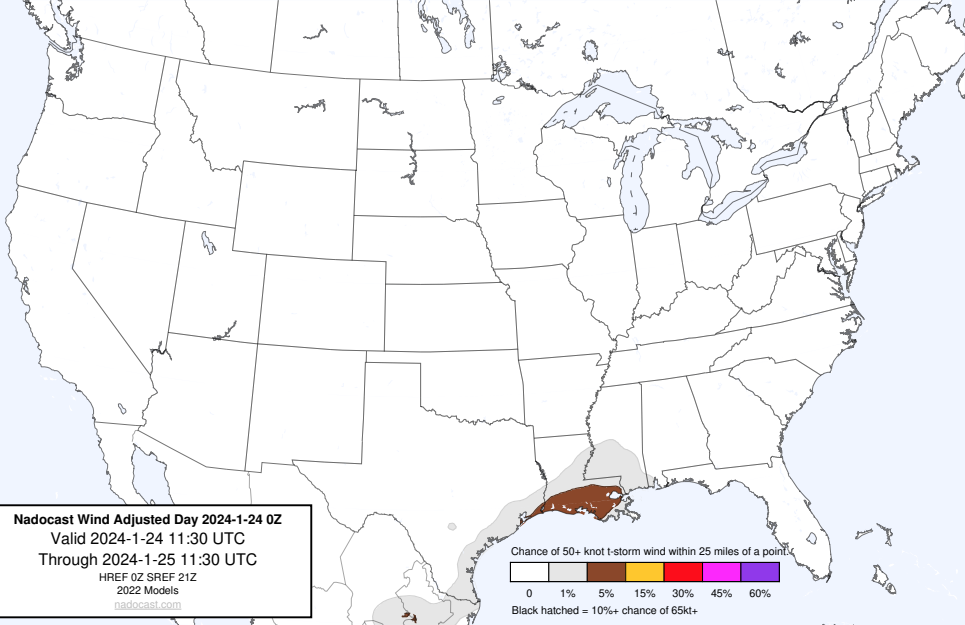 Nadocast Wind Adjusted Day 2024-1-24 0Z
Valid 2024-1-24 11:30 UTC
Through 2024-1-25 11:30 UTC
HREF 0Z SREF 21Z
2022 Models
nadocast.com
Chance of 50+ knot t-storm wind within 25 miles of a point.
0 1% 5% 15% 30% 45% 60%
Black hatched = 10%+ chance of 65kt+